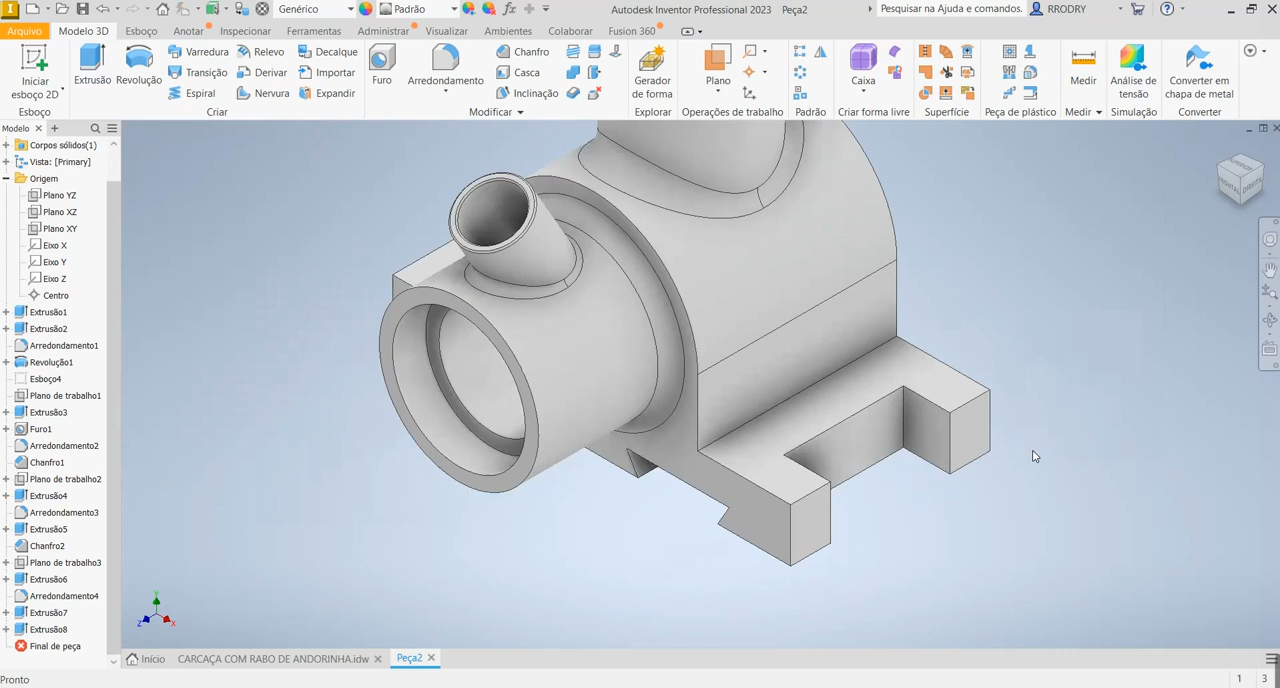 Genérico
Padrão
Autodesk Inventor Professional 2023 Peça2
Pesquisar na Ajuda e comandos.
RRODRY
Arquivo
Modelo 3D
Esboço
Anotar
Inspecionar
Ferramentas
Administrar
Visualizar
Ambientes
Colaborar
Fusion 360
Iniciar
esboço 2D
Extrusão
Revolução
Varredura
Transição
Espiral
Relevo
Derivar
Nervura
Decalque
Importar
Expandir
Furo
Arredondamento
Chanfro
Casca
Inclinação
Gerador
de forma
Plano
Caixa
Medir
Análise de
tensão
Converter em
chapa de metal
Esboço
Criar
Modificar
Explorar
Operações de trabalho
Padrão
Criar forma livre
Superfície
Peça de plástico
Medir
Simulação
Converter
Modelo
Corpos sólidos(1)
Vista: [Primary]
Origem
Plano YZ
Plano XZ
Plano XY
Eixo X
Eixo Y
Eixo Z
Centro
Extrusão1
Extrusão2
Arredondamento1
Revolução1
Esboço4
Plano de trabalho1
Extrusão3
Furo1
Arredondamento2
Chanfro1
Plano de trabalho2
Extrusão4
Arredondamento3
Extrusão5
Chanfro2
Plano de trabalho3
Extrusão6
Arredondamento4
Extrusão7
Extrusão8
Final de peça
FRONTAL
DIREITA
Y
Z
X
Início
CARCAÇA COM RABO DE ANDORINHA.idw
Peça2
Pronto
1
3